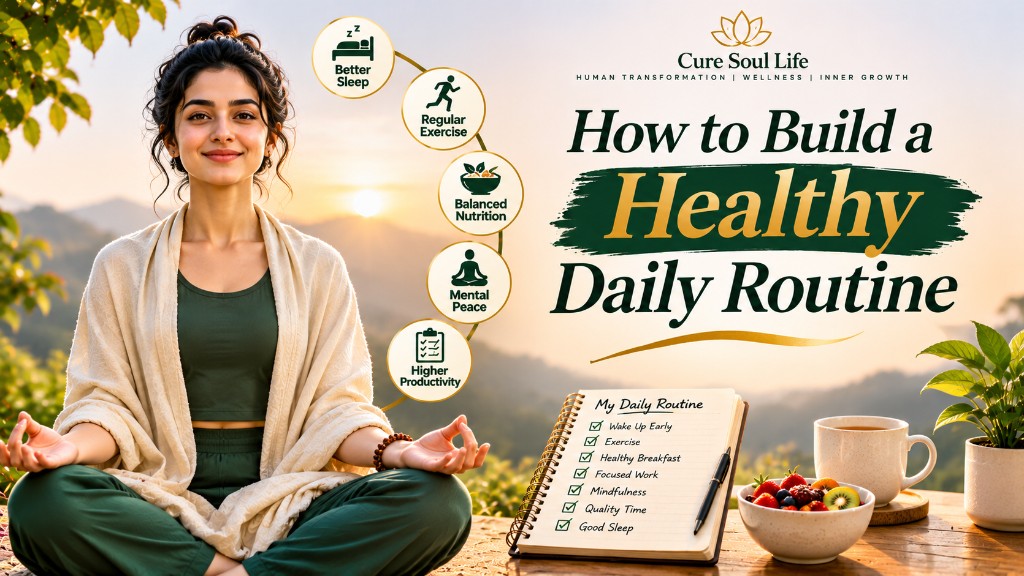 Cure Soul Life
HUMAN TRANSFORMATION | WELLNESS | INNER GROWTH
How to Build a
Healthy
Daily Routine
z z
Better
Sleep
Regular
Exercise
Balanced
Nutrition
Mental
Peace
Higher
Productivity
My Daily Routine
Wake Up Early
Exercise
Healthy Breakfast
Focused Work
Mindfulness
Quality Time
Good Sleep